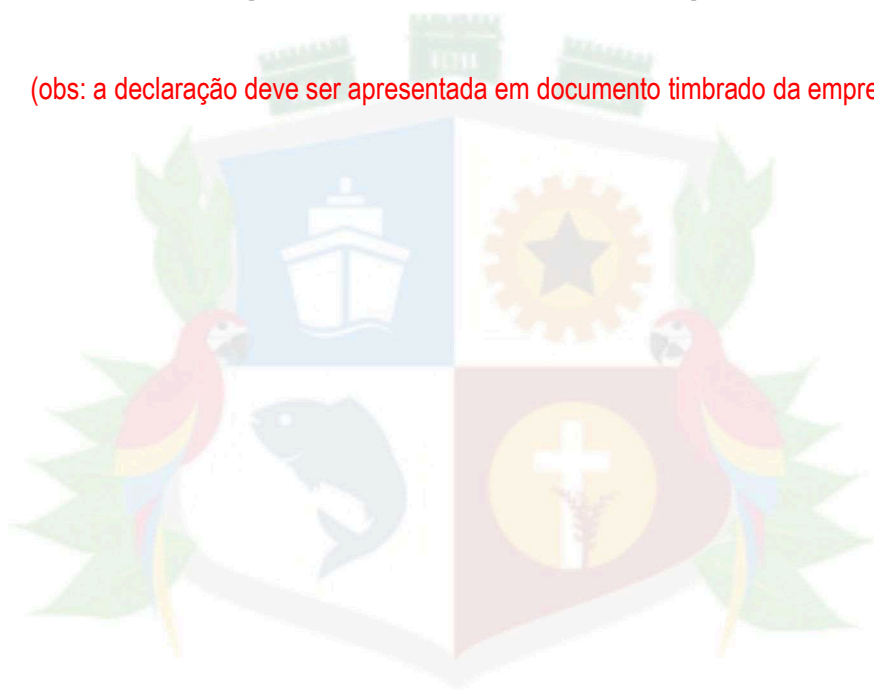 (obs: a declaração deve ser apresentada em documento timbrado da empre